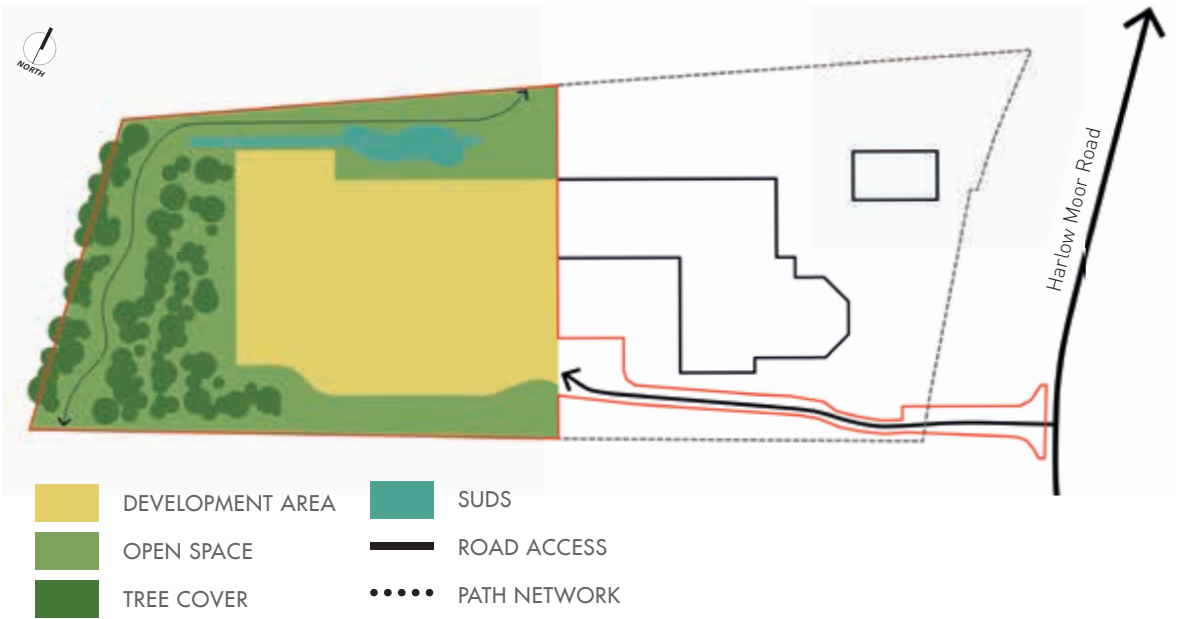 NORTH
Harlow Moor Road
DEVELOPMENT AREA
OPEN SPACE
TREE COVER
SUDS
ROAD ACCESS
PATH NETWORK